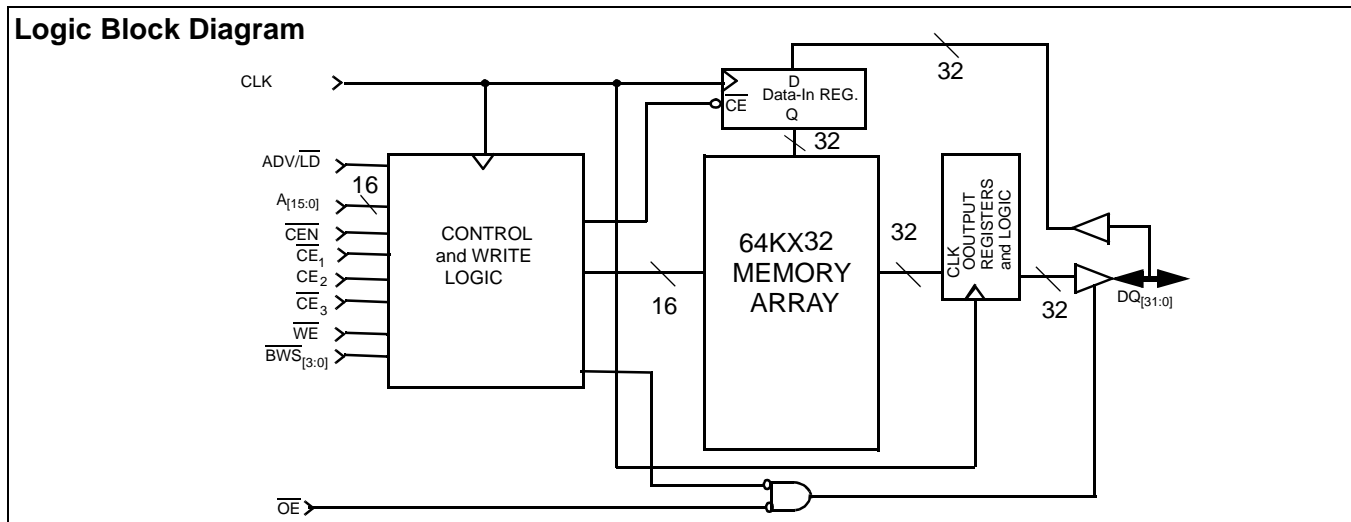 Logic Block Diagram
CLK
D
CE Data-In REG.
Q
32
32
ADV/LD
A[15:0]
16
CEN
CE1
CE2
CE3
WE
BWS[3:0]
CONTROL
and WRITE
LOGIC
16
64KX32
MEMORY
ARRAY
32
CLK
OOUTPUT
REGISTERS
and LOGIC
32
DQ[31:0]
OE